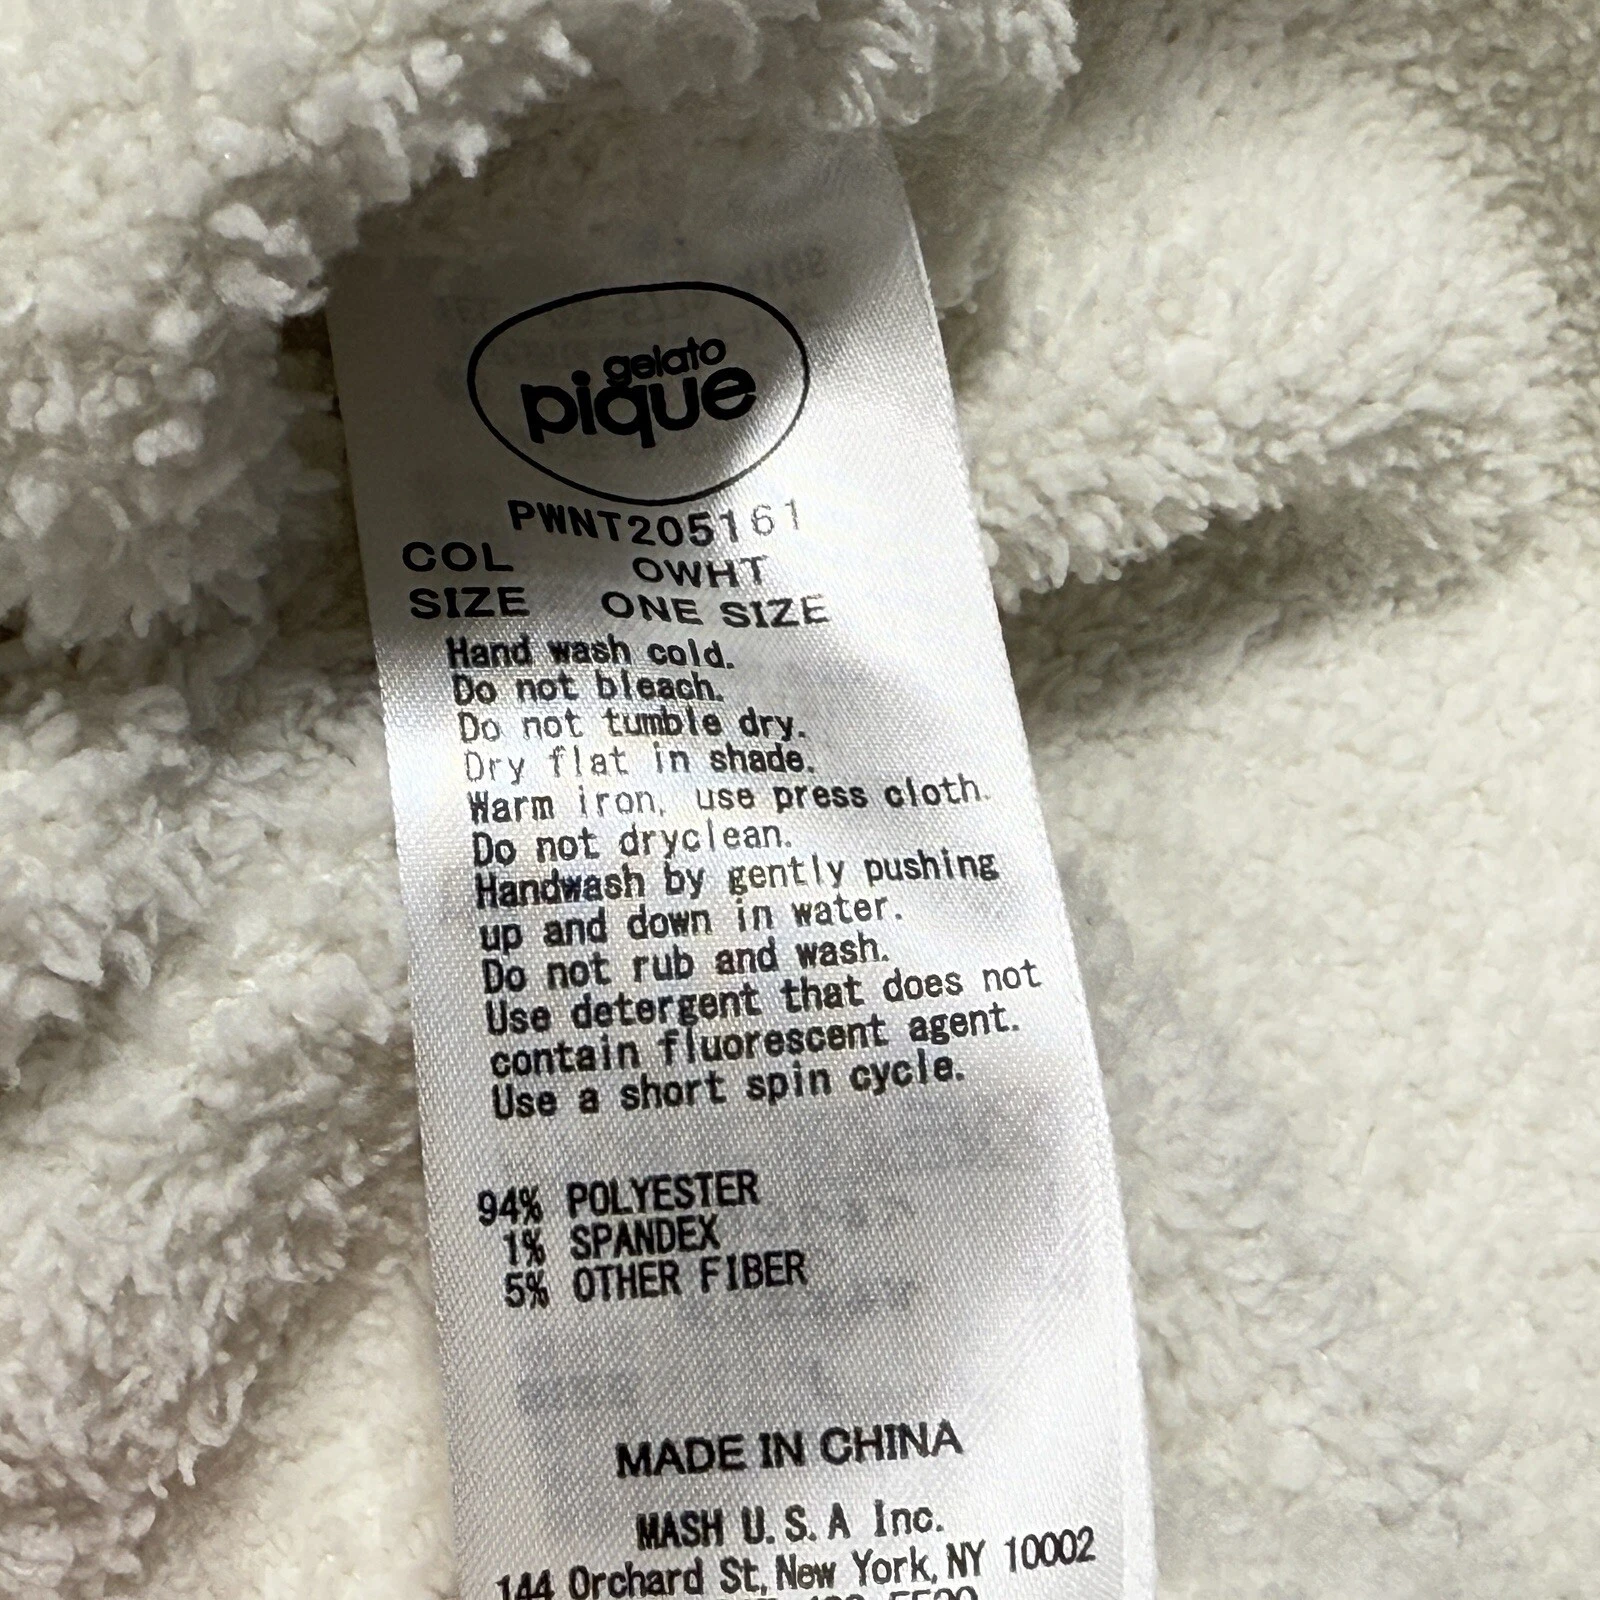 gelato
pique
PWNT205161
COL OWHT
SIZE ONE SIZE
Hand wash cold.
Do not bleach.
Do not tumble dry.
Dry flat in shade.
Warm iron, use press cloth.
Do not dryclean.
Handwash by gently pushing
up and down in water.
Do not rub and wash.
Use detergent that does not
contain fluorescent agent.
Use a short spin cycle.
94% POLYESTER
1% SPANDEX
5% OTHER FIBER
MADE IN CHINA
MASH U.S.A Inc.
144 Orchard St, New York, NY 10002